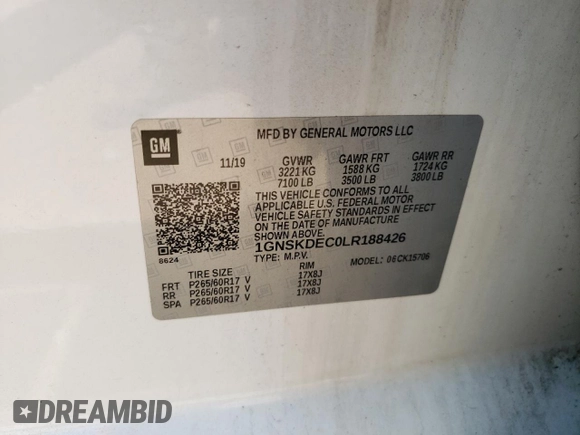 GM
MFD BY GENERAL MOTORS LLC
11/19 GVWR GAWR FRT GAWR RR
3221 KG 1588 KG 1724 KG
7100 LB 3500 LB 3800 LB
THIS VEHICLE CONFORMS TO ALL
APPLICABLE U.S. FEDERAL MOTOR
VEHICLE SAFETY STANDARDS IN EFFECT
ON THE DATE OF MANUFACTURE
SHOWN ABOVE.
1GNSKDEC0LR188426
8624
TYPE: M.P.V. MODEL: 06CK15706
TIRE SIZE RIM
FRT P265/60R17 V 17X8J
RR P265/60R17 V 17X8J
SPA P265/60R17 V 17X8J
DREAMBID